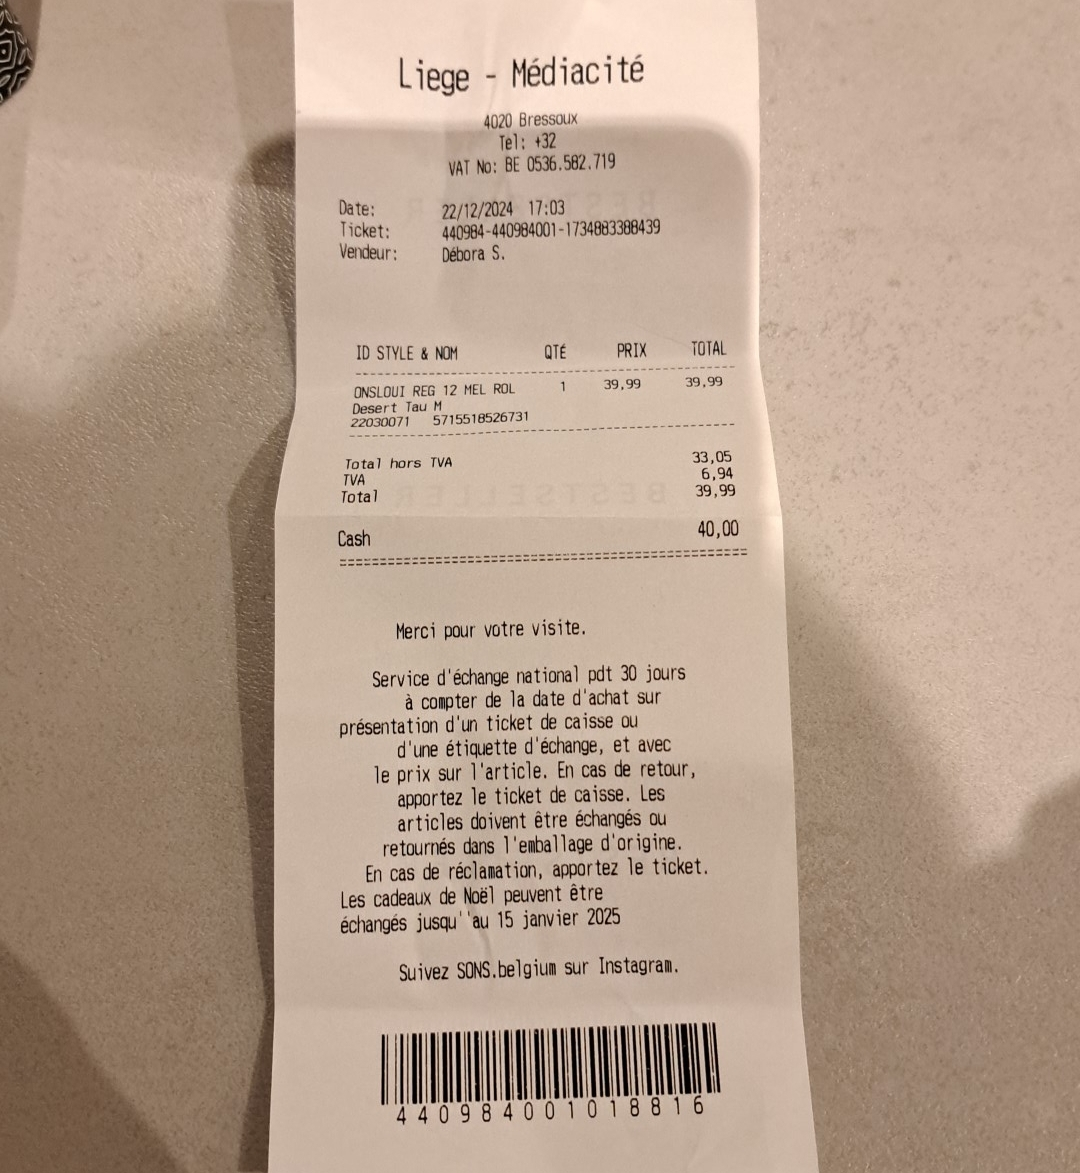 Liege - Médiacité
4020 Bressoux
Tel: +32
VAT No: BE 0536.582.719
Date: 22/12/2024 17:03
Ticket: 440984-440984001-1734883388439
Vendeur: Débora S.
ID STYLE & NOM QTÉ PRIX TOTAL
ONSLOUI REG 12 MEL ROL 1 39,99 39,99
Desert Tau M
22030071 5715518526731
Total hors TVA 33,05
TVA 6,94
Total 39,99
Cash 40,00
Merci pour votre visite.
Service d'échange national pdt 30 jours
à compter de la date d'achat sur
présentation d'un ticket de caisse ou
d'une étiquette d'échange, et avec
le prix sur l'article. En cas de retour,
apportez le ticket de caisse. Les
articles doivent être échangés ou
retournés dans l'emballage d'origine.
En cas de réclamation, apportez le ticket.
Les cadeaux de Noël peuvent être
échangés jusqu''au 15 janvier 2025
Suivez SONS.belgium sur Instagram.
440984001018816